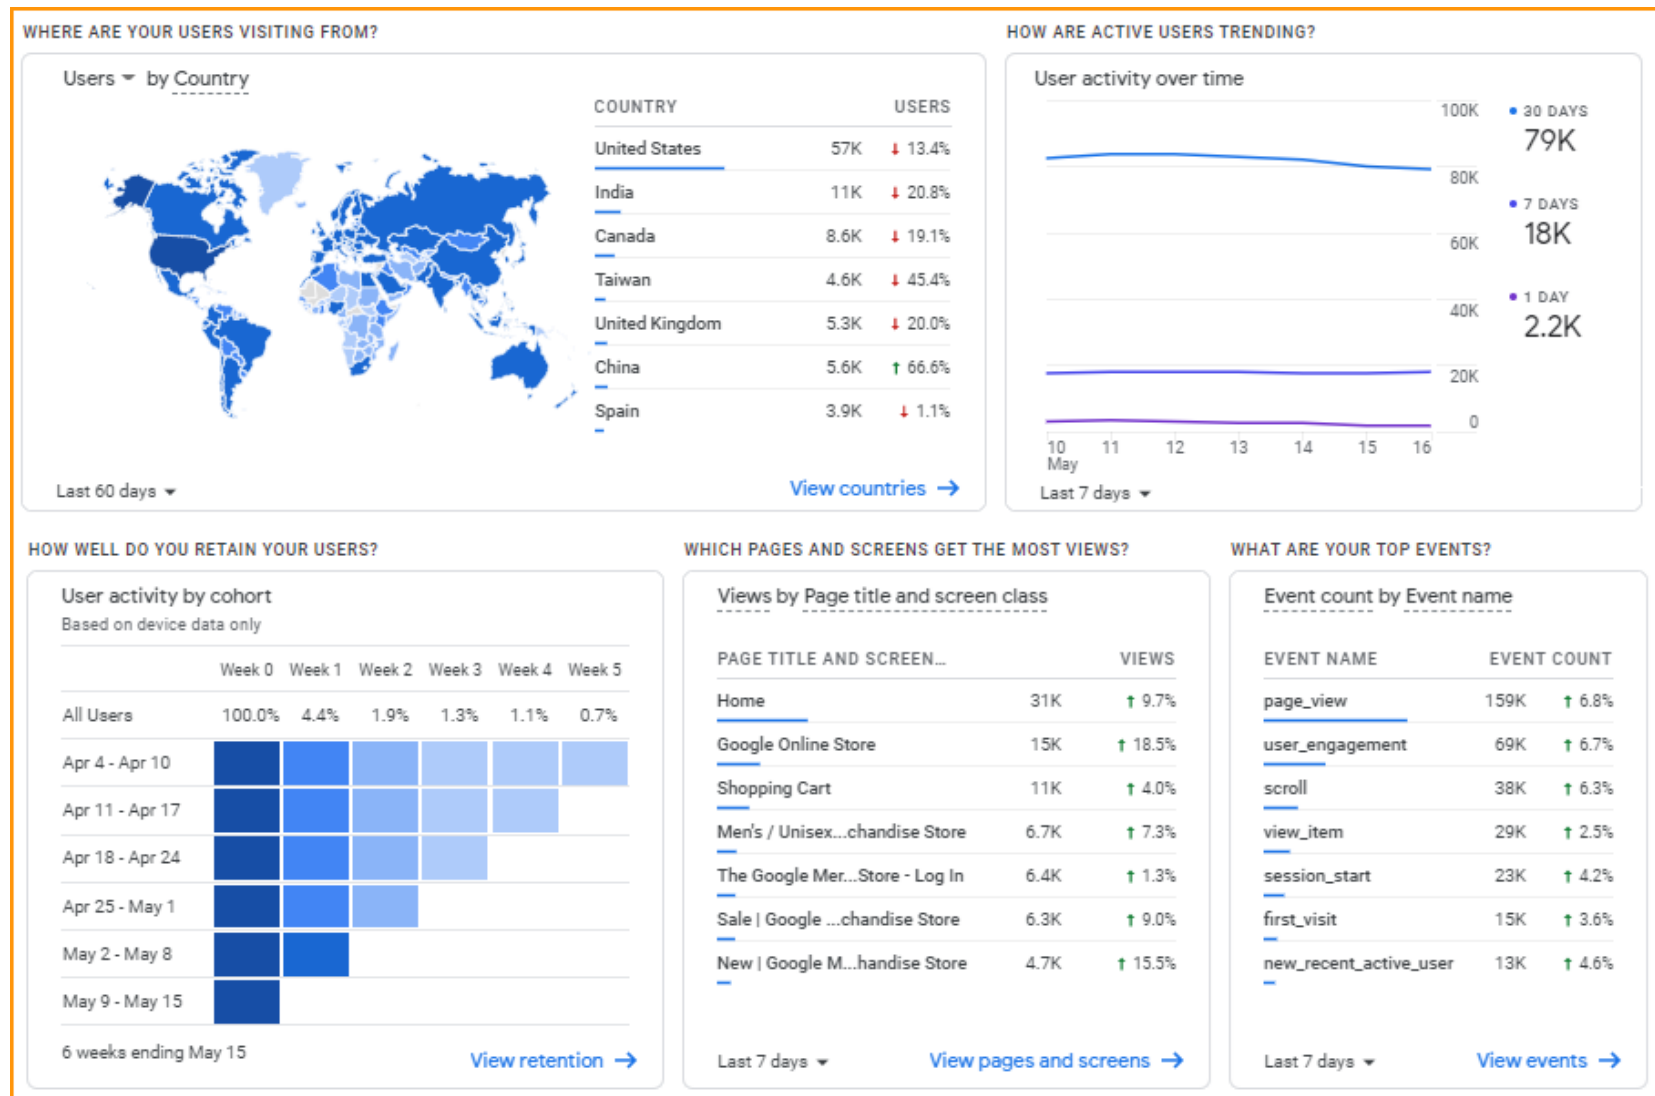 WHERE ARE YOUR USERS VISITING FROM?
Users by Country
COUNTRY USERS
United States 57K ↓ 13.4%
India 11K ↓ 20.8%
Canada 8.6K ↓ 19.1%
Taiwan 4.6K ↓ 45.4%
United Kingdom 5.3K ↓ 20.0%
China 5.6K ↑ 66.6%
Spain 3.9K ↓ 1.1%
Last 60 days
View countries →
HOW ARE ACTIVE USERS TRENDING?
User activity over time
100K
80K
60K
40K
20K
0
10 11 12 13 14 15 16
May
30 DAYS
79K
7 DAYS
18K
1 DAY
2.2K
Last 7 days
HOW WELL DO YOU RETAIN YOUR USERS?
User activity by cohort
Based on device data only
Week 0 Week 1 Week 2 Week 3 Week 4 Week 5
All Users 100.0% 4.4% 1.9% 1.3% 1.1% 0.7%
Apr 4 - Apr 10
Apr 11 - Apr 17
Apr 18 - Apr 24
Apr 25 - May 1
May 2 - May 8
May 9 - May 15
6 weeks ending May 15
View retention →
WHICH PAGES AND SCREENS GET THE MOST VIEWS?
Views by Page title and screen class
PAGE TITLE AND SCREEN... VIEWS
Home 31K ↑ 9.7%
Google Online Store 15K ↑ 18.5%
Shopping Cart 11K ↑ 4.0%
Men's / Unisex...chandise Store 6.7K ↑ 7.3%
The Google Mer...Store - Log In 6.4K ↑ 1.3%
Sale | Google ...chandise Store 6.3K ↑ 9.0%
New | Google M...handise Store 4.7K ↑ 15.5%
Last 7 days
View pages and screens →
WHAT ARE YOUR TOP EVENTS?
Event count by Event name
EVENT NAME EVENT COUNT
page_view 159K ↑ 6.8%
user_engagement 69K ↑ 6.7%
scroll 38K ↑ 6.3%
view_item 29K ↑ 2.5%
session_start 23K ↑ 4.2%
first_visit 15K ↑ 3.6%
new_recent_active_user 13K ↑ 4.6%
Last 7 days
View events →